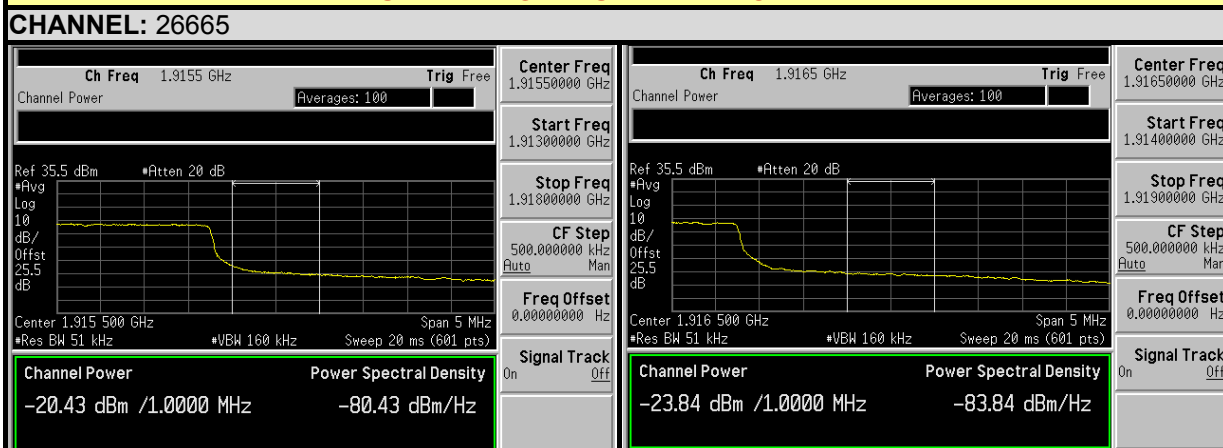 CHANNEL: 26665
Ch Freq 1.9155 GHz Trig Free
Channel Power Averages: 100
Ref 35.5 dBm #Atten 20 dB
#Avg
Log
10
dB/
Offst
25.5
dB
Center 1.915 500 GHz Span 5 MHz
#Res BW 51 kHz #VBW 160 kHz Sweep 20 ms (601 pts)
Channel Power Power Spectral Density
-20.43 dBm /1.0000 MHz -80.43 dBm/Hz
Center Freq
1.91550000 GHz
Start Freq
1.91300000 GHz
Stop Freq
1.91800000 GHz
CF Step
500.000000 kHz
Auto Man
Freq Offset
0.00000000 Hz
Signal Track
On Off
Ch Freq 1.9165 GHz Trig Free
Channel Power Averages: 100
Ref 35.5 dBm #Atten 20 dB
#Avg
Log
10
dB/
Offst
25.5
dB
Center 1.916 500 GHz Span 5 MHz
#Res BW 51 kHz #VBW 160 kHz Sweep 20 ms (601 pts)
Channel Power Power Spectral Density
-23.84 dBm /1.0000 MHz -83.84 dBm/Hz
Center Freq
1.91650000 GHz
Start Freq
1.91400000 GHz
Stop Freq
1.91900000 GHz
CF Step
500.000000 kHz
Auto Man
Freq Offset
0.00000000 Hz
Signal Track
On Off